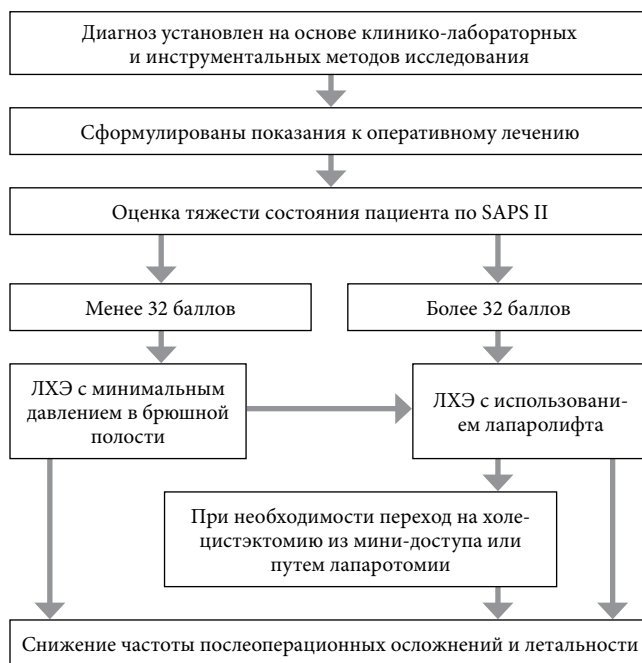 Диагноз установлен на основе клинико-лабораторных
и инструментальных методов исследования
Сформулированы показания к оперативному лечению
Оценка тяжести состояния пациента по SAPS II
Менее 32 баллов
Более 32 баллов
ЛХЭ с минимальным
давлением в брюшной
полости
ЛХЭ с использовани-
ем лапаролифта
При необходимости переход на холе-
цистэктомию из мини-доступа или
путем лапаротомии
Снижение частоты послеоперационных осложнений и летальности